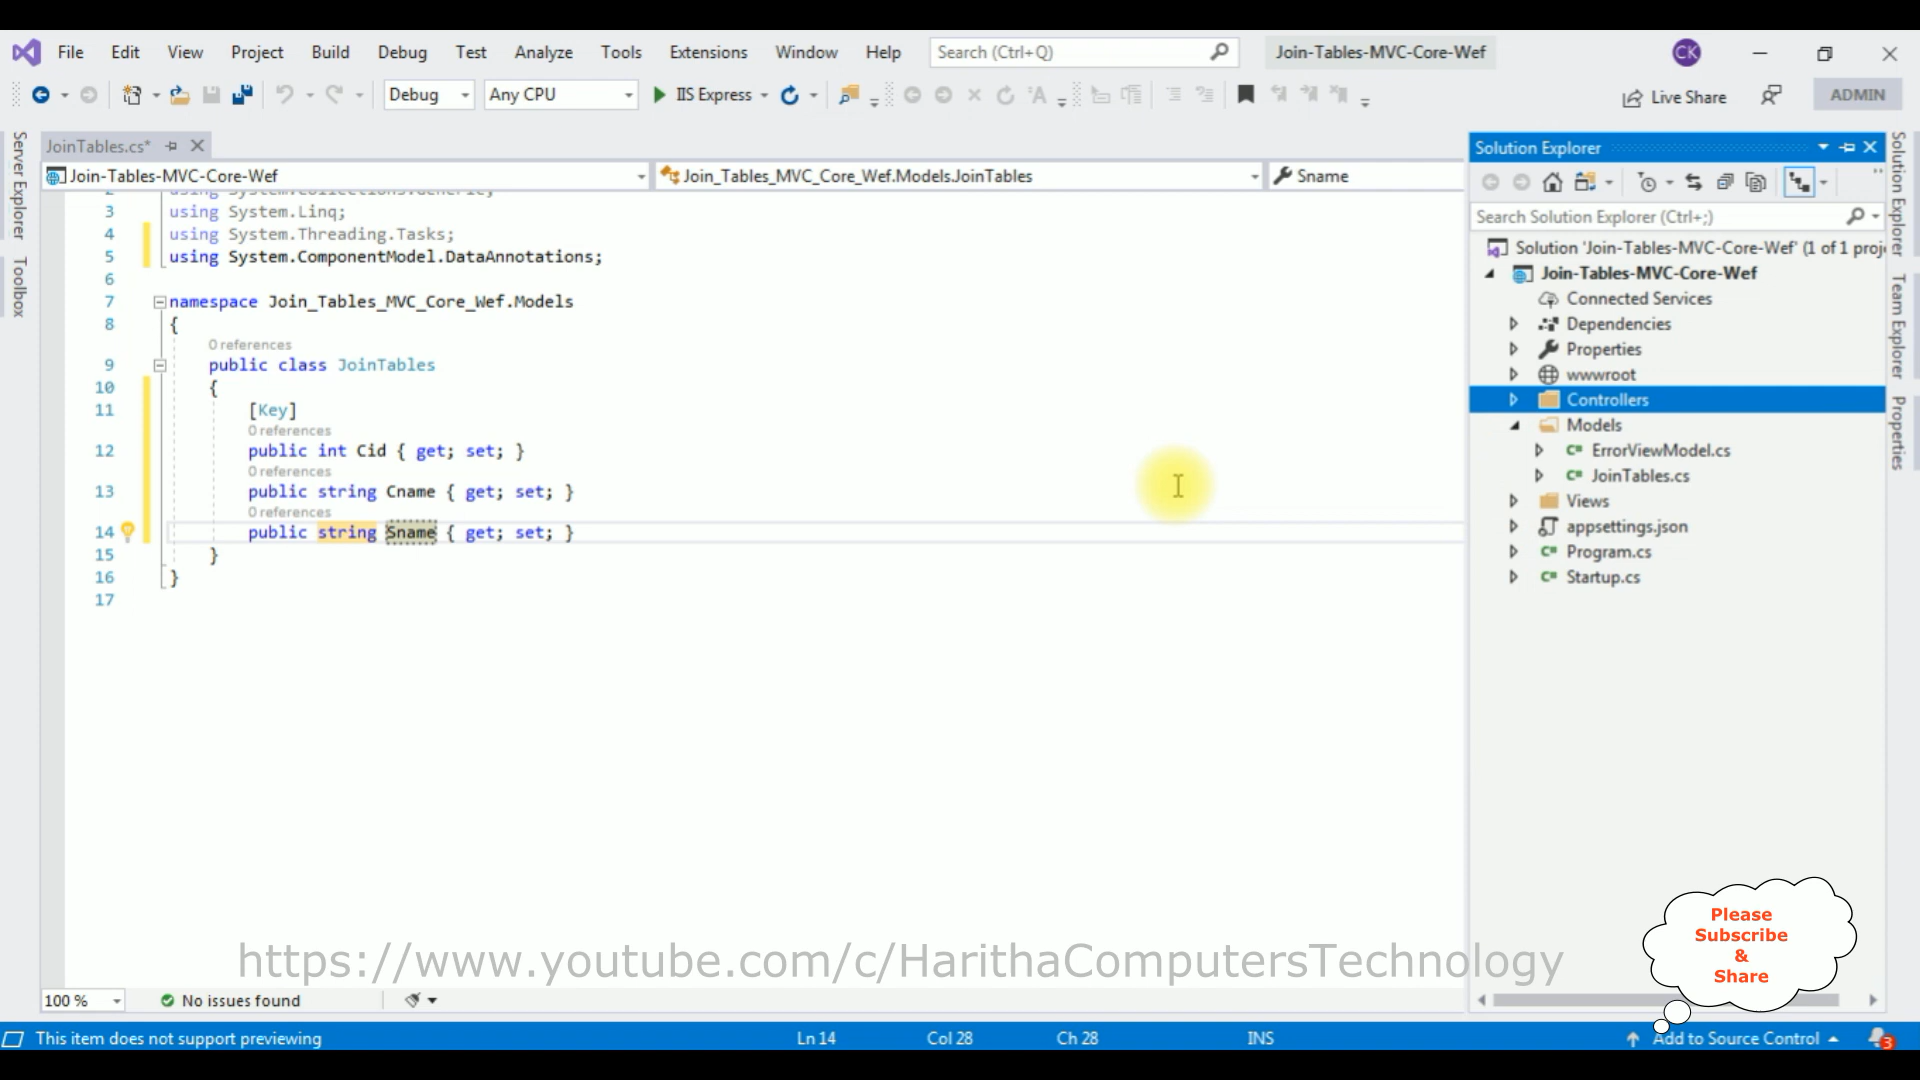 File Edit View Project Build Debug Test Analyze Tools Extensions Window Help Search (Ctrl+Q) Join-Tables-MVC-Core-Wef CK
Debug Any CPU IIS Express Live Share ADMIN
Server Explorer
Toolbox
JoinTables.cs*
Join-Tables-MVC-Core-Wef Join_Tables_MVC_Core_Wef.Models.JoinTables Sname
2 using System.Collections.Generic;
3 using System.Linq;
4 using System.Threading.Tasks;
5 using System.ComponentModel.DataAnnotations;
6
7 namespace Join_Tables_MVC_Core_Wef.Models
8 {
0 references
9 public class JoinTables
10 {
11 [Key]
0 references
12 public int Cid { get; set; }
0 references
13 public string Cname { get; set; }
0 references
14 public string Sname { get; set; }
15 }
16 }
17
Solution Explorer
Search Solution Explorer (Ctrl+;)
Solution 'Join-Tables-MVC-Core-Wef' (1 of 1 proj
Join-Tables-MVC-Core-Wef
Connected Services
Dependencies
Properties
wwwroot
Controllers
Models
C# ErrorViewModel.cs
C# JoinTables.cs
Views
appsettings.json
C# Program.cs
C# Startup.cs
Solution Explorer
Team Explorer
Properties
Please
Subscribe
&
Share
https://www.youtube.com/c/HarithaComputersTechnology
100 % No issues found
This item does not support previewing Ln 14 Col 28 Ch 28 INS Add to Source Control 3